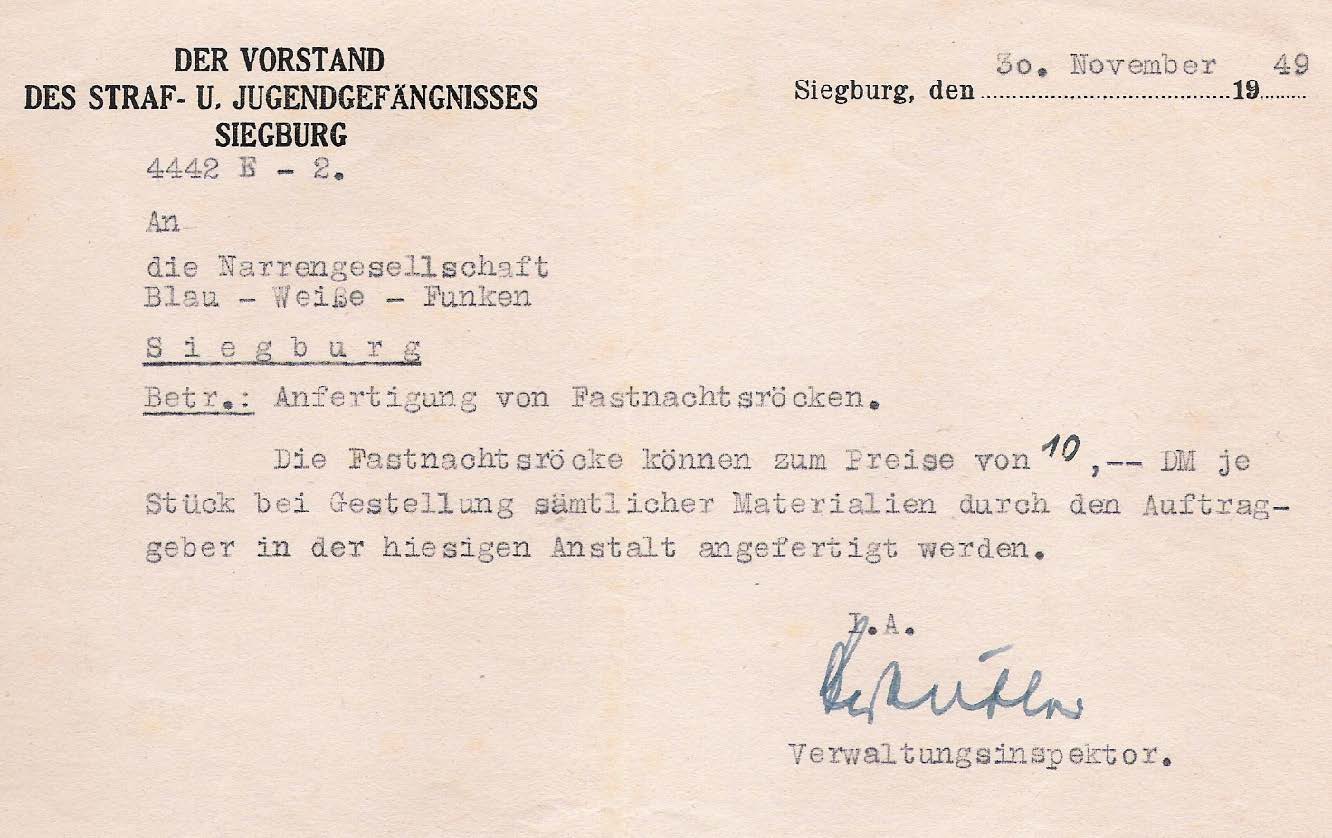 DER VORSTAND
DES STRAF- U. JUGENDGEFÄNGNISSES
SIEGBURG
30. November 49
Siegburg, den 19
4442 E - 2.
An
die Narrengesellschaft
Blau - Weiße - Funken
S i e g b u r g
Betr.: Anfertigung von Fastnachtsröcken.
Die Fastnachtsröcke können zum Preise von 10,-- DM je
Stück bei Gestellung sämtlicher Materialien durch den Auftrag-
geber in der hiesigen Anstalt angefertigt werden.
I.A.
Verwaltungsinspektor.